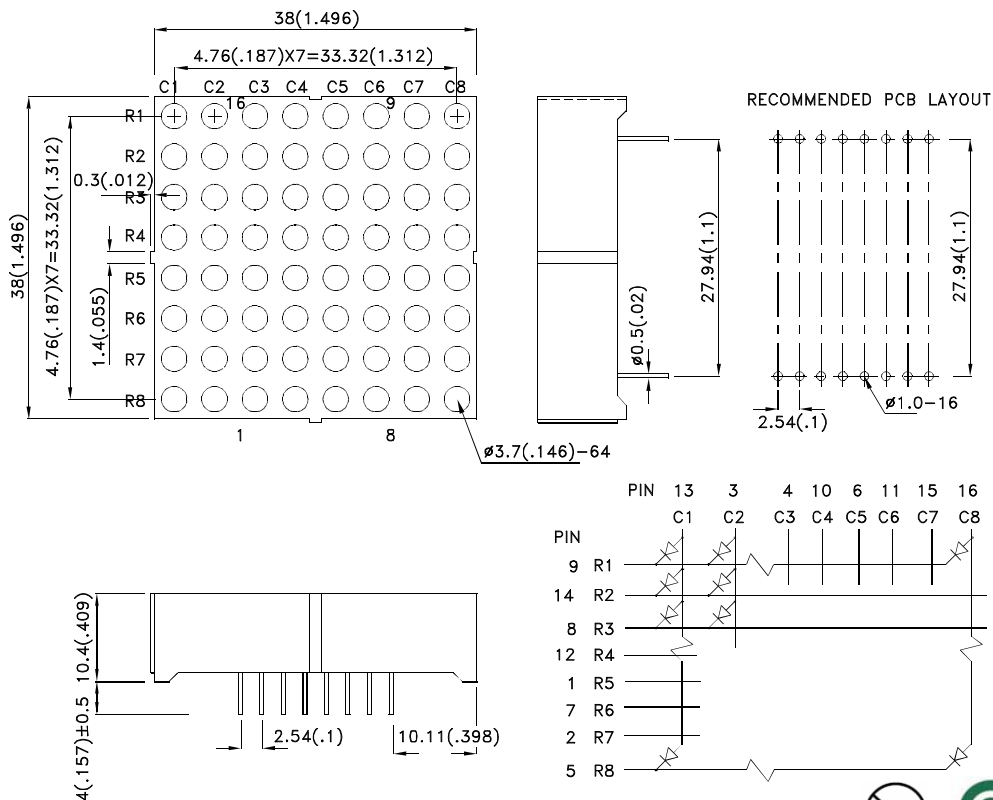 38(1.496)
4.76(.187)X7=33.32(1.312)
C1 C2 C3 C4 C5 C6 C7 C8
16 9
R1
R2
R3
R4
R5
R6
R7
R8
0.3(.012)
38(1.496)
4.76(.187)X7=33.32(1.312)
1.4(.055)
1 8
ø3.7(.146)-64
27.94(1.1)
ø0.5(.02)
RECOMMENDED PCB LAYOUT
27.94(1.1)
ø1.0-16
2.54(.1)
10.4(.409)
4(.157)±0.5
2.54(.1)
10.11(.398)
PIN 13 3 4 10 6 11 15 16
C1 C2 C3 C4 C5 C6 C7 C8
PIN
9 R1
14 R2
8 R3
12 R4
1 R5
7 R6
2 R7
5 R8